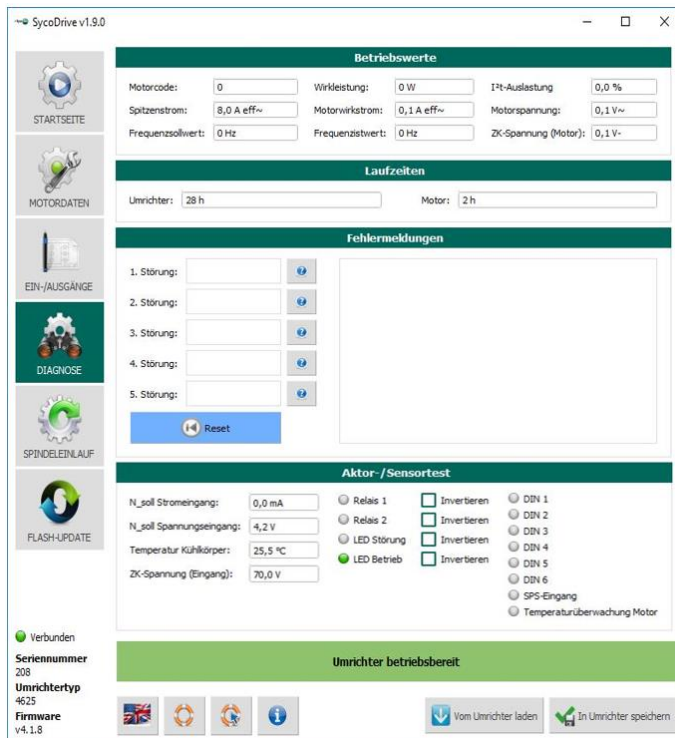 SycoDrive v1.9.0
STARTSEITE
MOTORDATEN
EIN-/AUSGÄNGE
DIAGNOSE
SPINDELEINLAUF
FLASH-UPDATE
Verbunden
Seriennummer
208
Umrichtertyp
4625
Firmware
v4.1.8
Betriebswerte
Motorcode: 0 Wirkleistung: 0 W I²t-Auslastung 0,0 %
Spitzenstrom: 8,0 A eff~ Motorwirkstrom: 0,1 A eff~ Motorspannung: 0,1 V~
Frequenzsollwert: 0 Hz Frequenzistwert: 0 Hz ZK-Spannung (Motor): 0,1 V-
Laufzeiten
Umrichter: 28 h Motor: 2 h
Fehlermeldungen
1. Störung:
2. Störung:
3. Störung:
4. Störung:
5. Störung:
Reset
Aktor-/Sensortest
N_soll Stromeingang: 0,0 mA
N_soll Spannungseingang: 4,2 V
Temperatur Kühlkörper: 25,5 °C
ZK-Spannung (Eingang): 70,0 V
Relais 1 Invertieren
Relais 2 Invertieren
LED Störung Invertieren
LED Betrieb Invertieren
DIN 1
DIN 2
DIN 3
DIN 4
DIN 5
DIN 6
SPS-Eingang
Temperaturüberwachung Motor
Umrichter betriebsbereit
Vom Umrichter laden
In Umrichter speichern